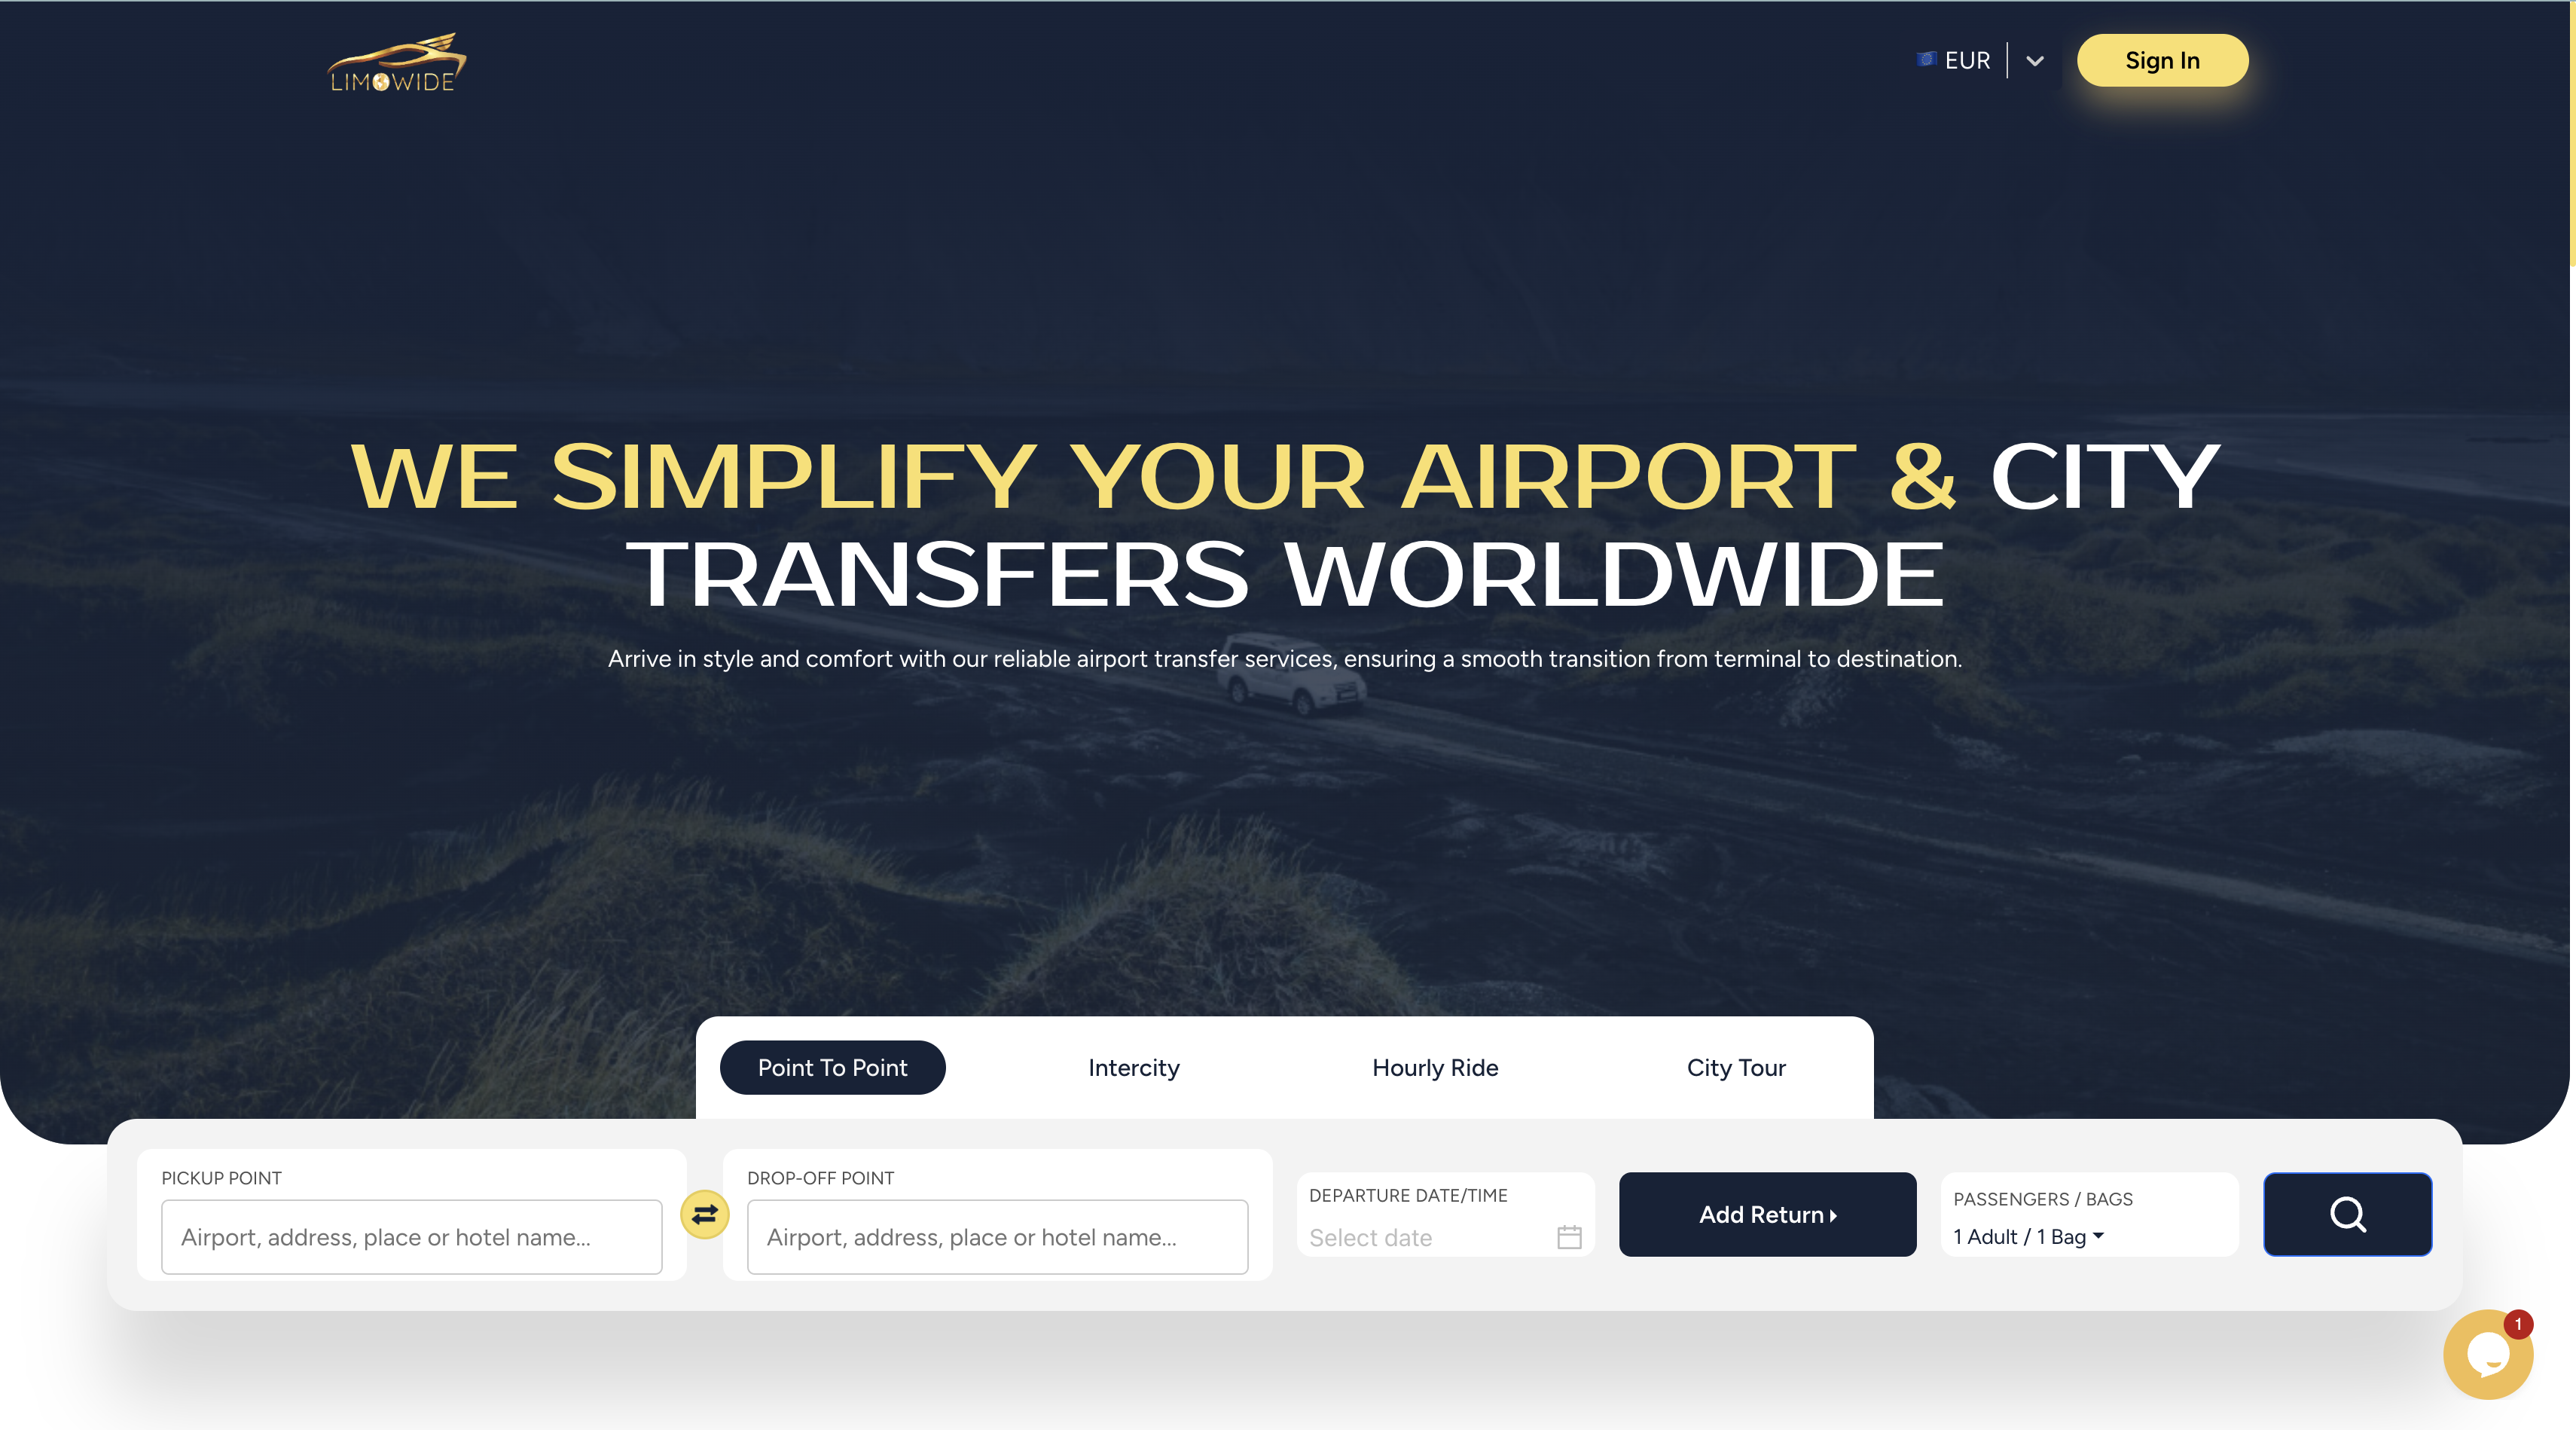 LIMOWIDE
EUR
Sign In
WE SIMPLIFY YOUR AIRPORT & CITY
TRANSFERS WORLDWIDE
Arrive in style and comfort with our reliable airport transfer services, ensuring a smooth transition from terminal to destination.
Point To Point
Intercity
Hourly Ride
City Tour
PICKUP POINT
Airport, address, place or hotel name...
DROP-OFF POINT
Airport, address, place or hotel name...
DEPARTURE DATE/TIME
Select date
Add Return
PASSENGERS / BAGS
1 Adult / 1 Bag
1